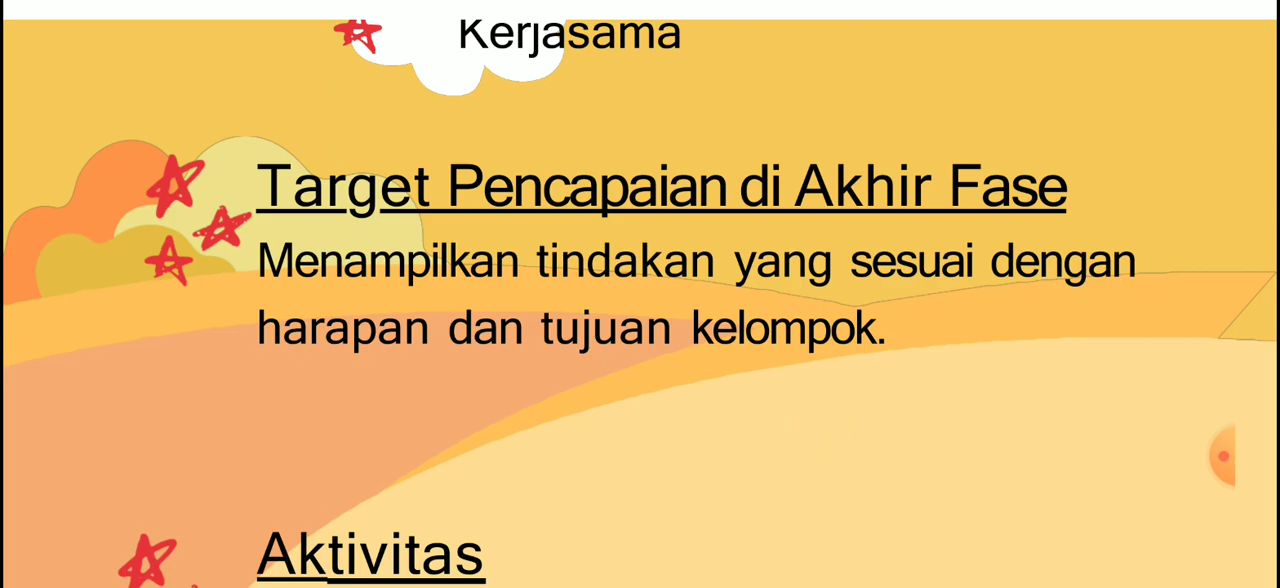 Kerjasama
Target Pencapaian di Akhir Fase
Menampilkan tindakan yang sesuai dengan
harapan dan tujuan kelompok.
Aktivitas